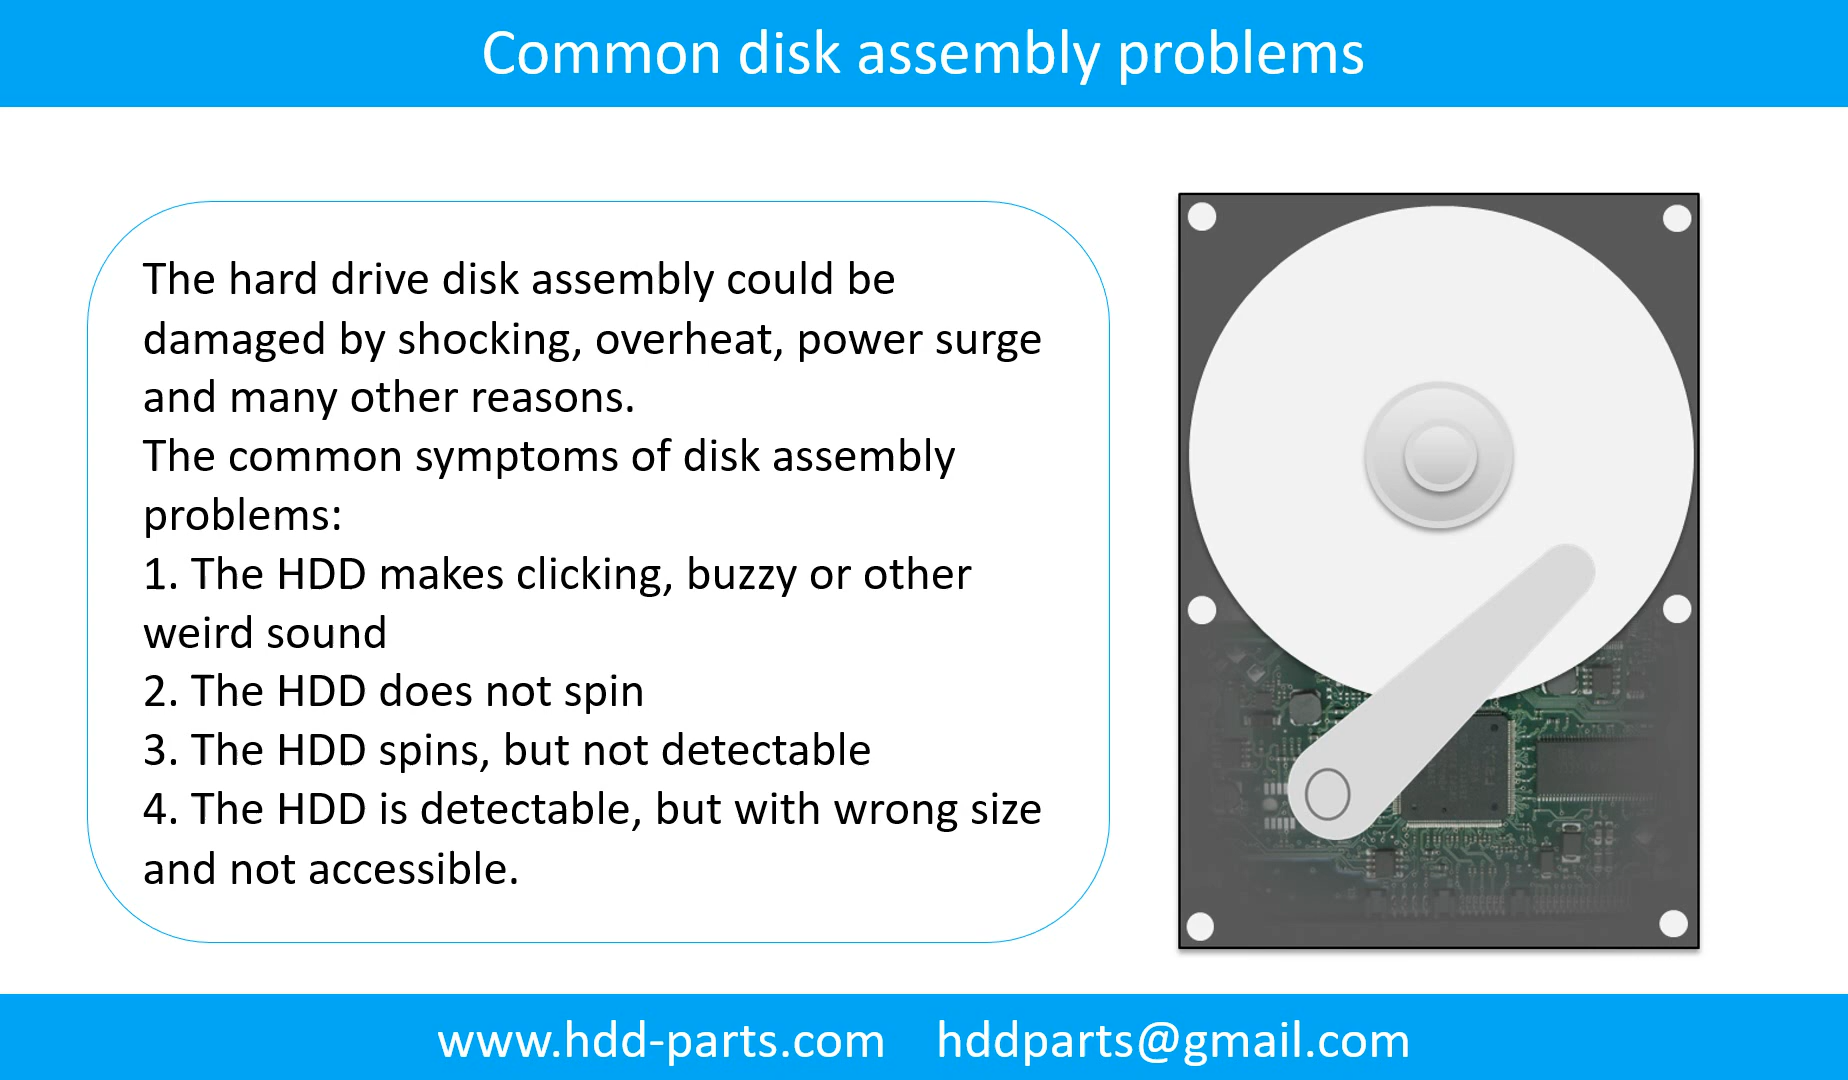 Common disk assembly problems
The hard drive disk assembly could be
damaged by shocking, overheat, power surge
and many other reasons.
The common symptoms of disk assembly
problems:
1. The HDD makes clicking, buzzy or other
weird sound
2. The HDD does not spin
3. The HDD spins, but not detectable
4. The HDD is detectable, but with wrong size
and not accessible.
www.hdd-parts.com hddparts@gmail.com